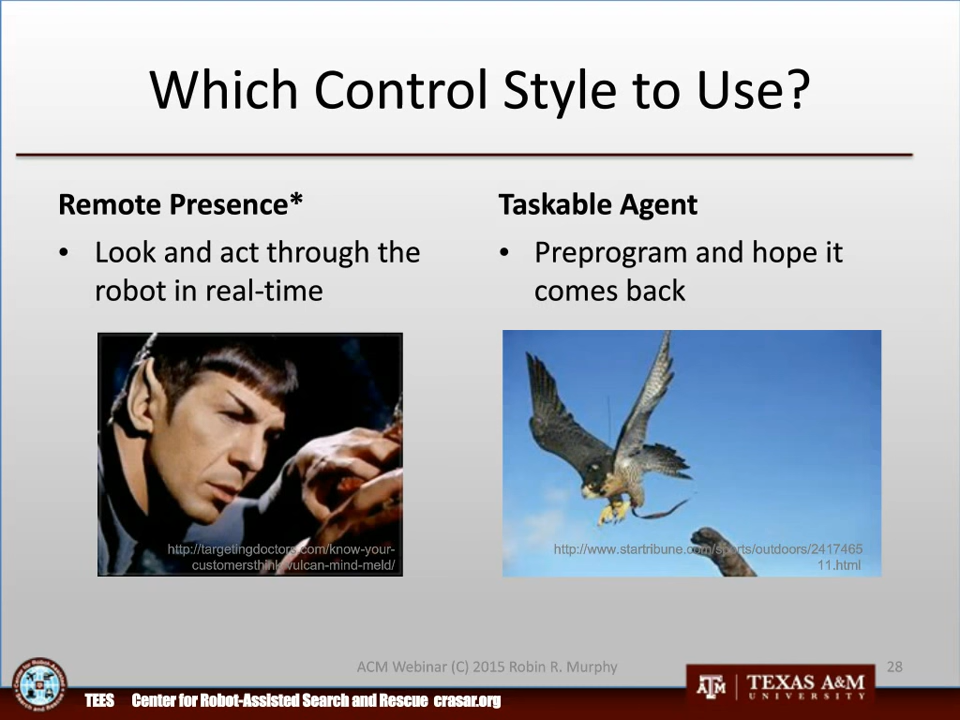 Which Control Style to Use?
Remote Presence*
• Look and act through the
robot in real-time
Taskable Agent
• Preprogram and hope it
comes back
http://targetingdoctors.com/know-your-
customersthink-vulcan-mind-meld/
http://www.startribune.com/sports/outdoors/2417465
11.html
ACM Webinar (C) 2015 Robin R. Murphy
28
TEES Center for Robot-Assisted Search and Rescue crasar.org
ATM TEXAS A&M
UNIVERSITY